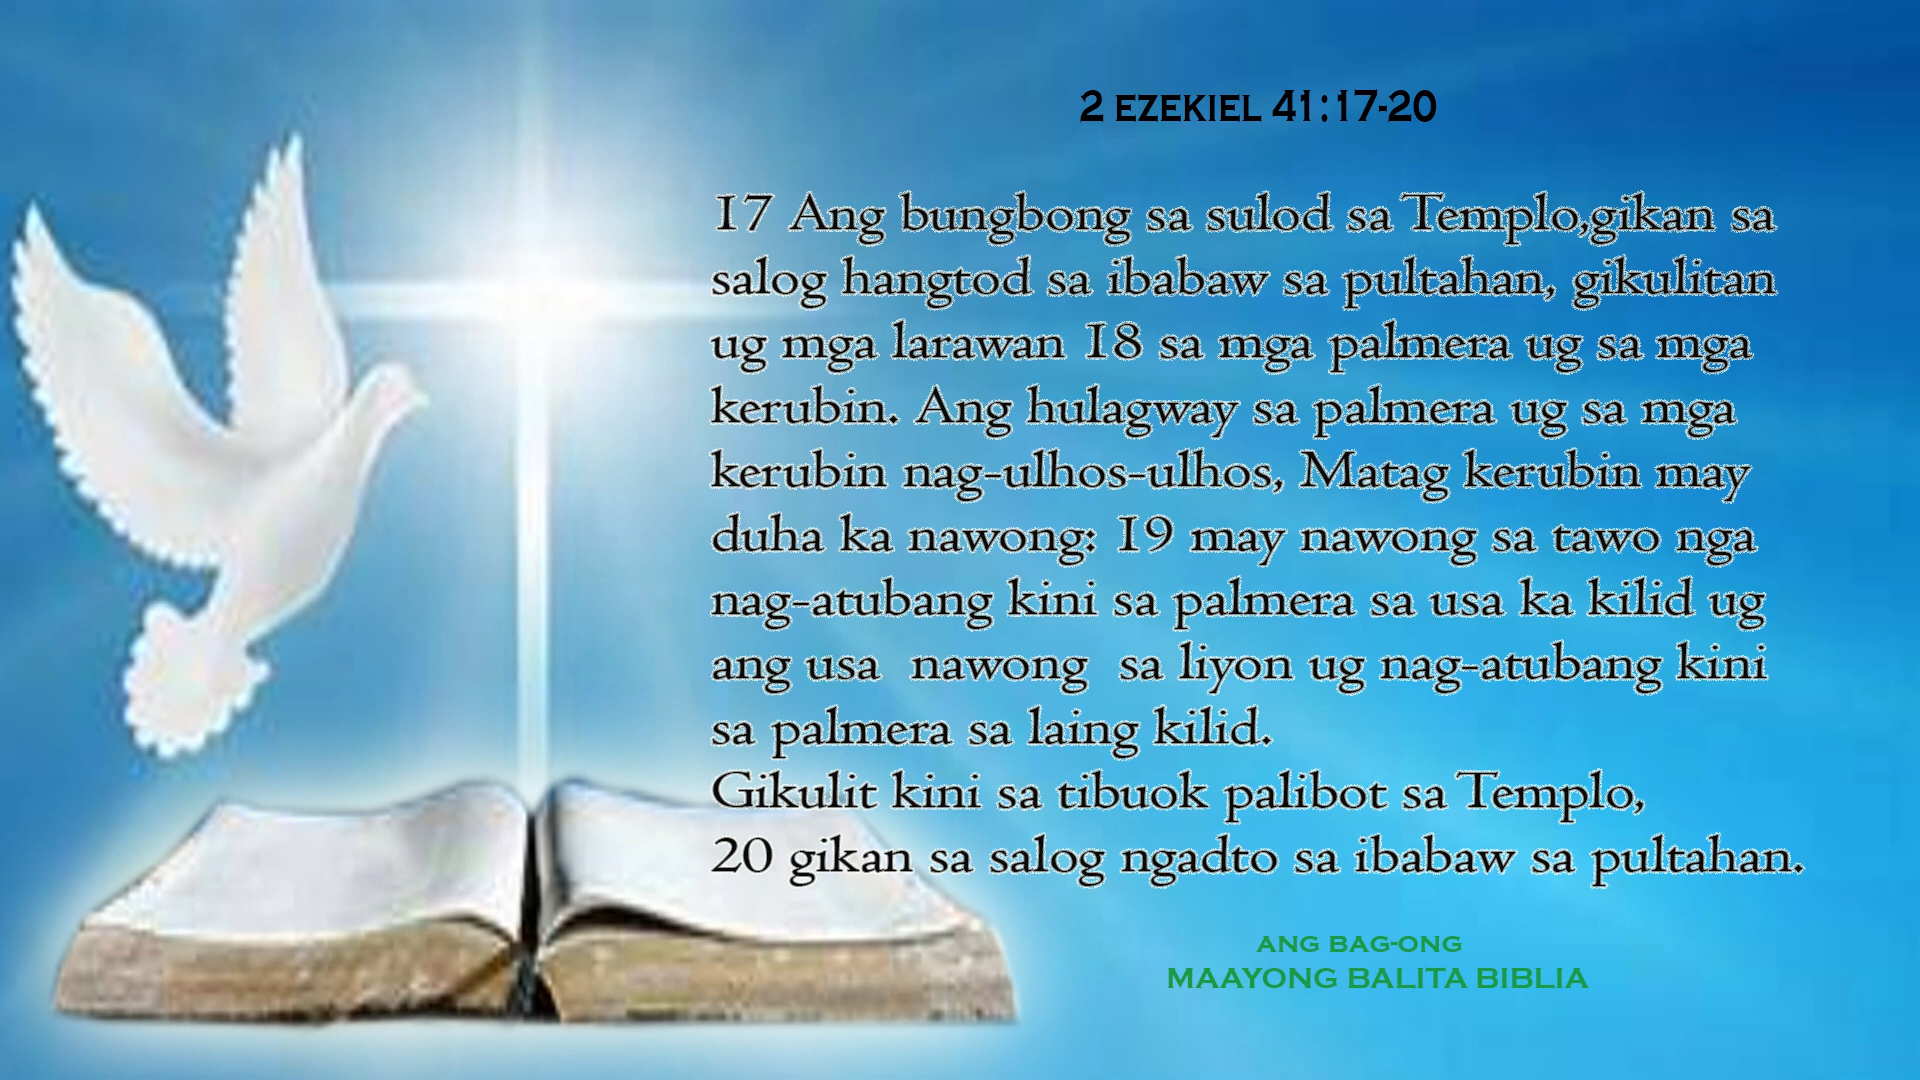 2 EZEKIEL 41:17-20
17 Ang bungbong sa sulod sa Templo,gikan sa
salog hangtod sa ibabaw sa pultahan, gikulitan
ug mga larawan 18 sa mga palmera ug sa mga
kerubin. Ang hulagway sa palmera ug sa mga
kerubin nag-ulhos-ulhos, Matag kerubin may
duha ka nawong: 19 may nawong sa tawo nga
nag-atubang kini sa palmera sa usa ka kilid ug
ang usa nawong sa liyon ug nag-atubang kini
sa palmera sa laing kilid.
Gikulit kini sa tibuok palibot sa Templo,
20 gikan sa salog ngadto sa ibabaw sa pultahan.
ANG BAG-ONG
MAAYONG BALITA BIBLIA